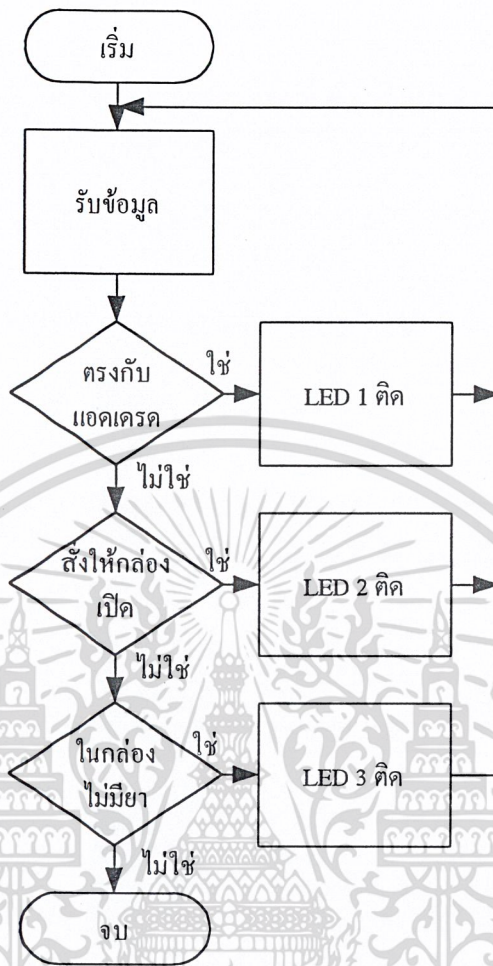 เริ่ม
รับข้อมูล
ตรงกับ
แอดเดรด
ใช่
LED 1 ติด
ไม่ใช่
สั่งให้กล่อง
เปิด
ใช่
LED 2 ติด
ไม่ใช่
ในกล่อง
ไม่มียา
ใช่
LED 3 ติด
ไม่ใช่
จบ